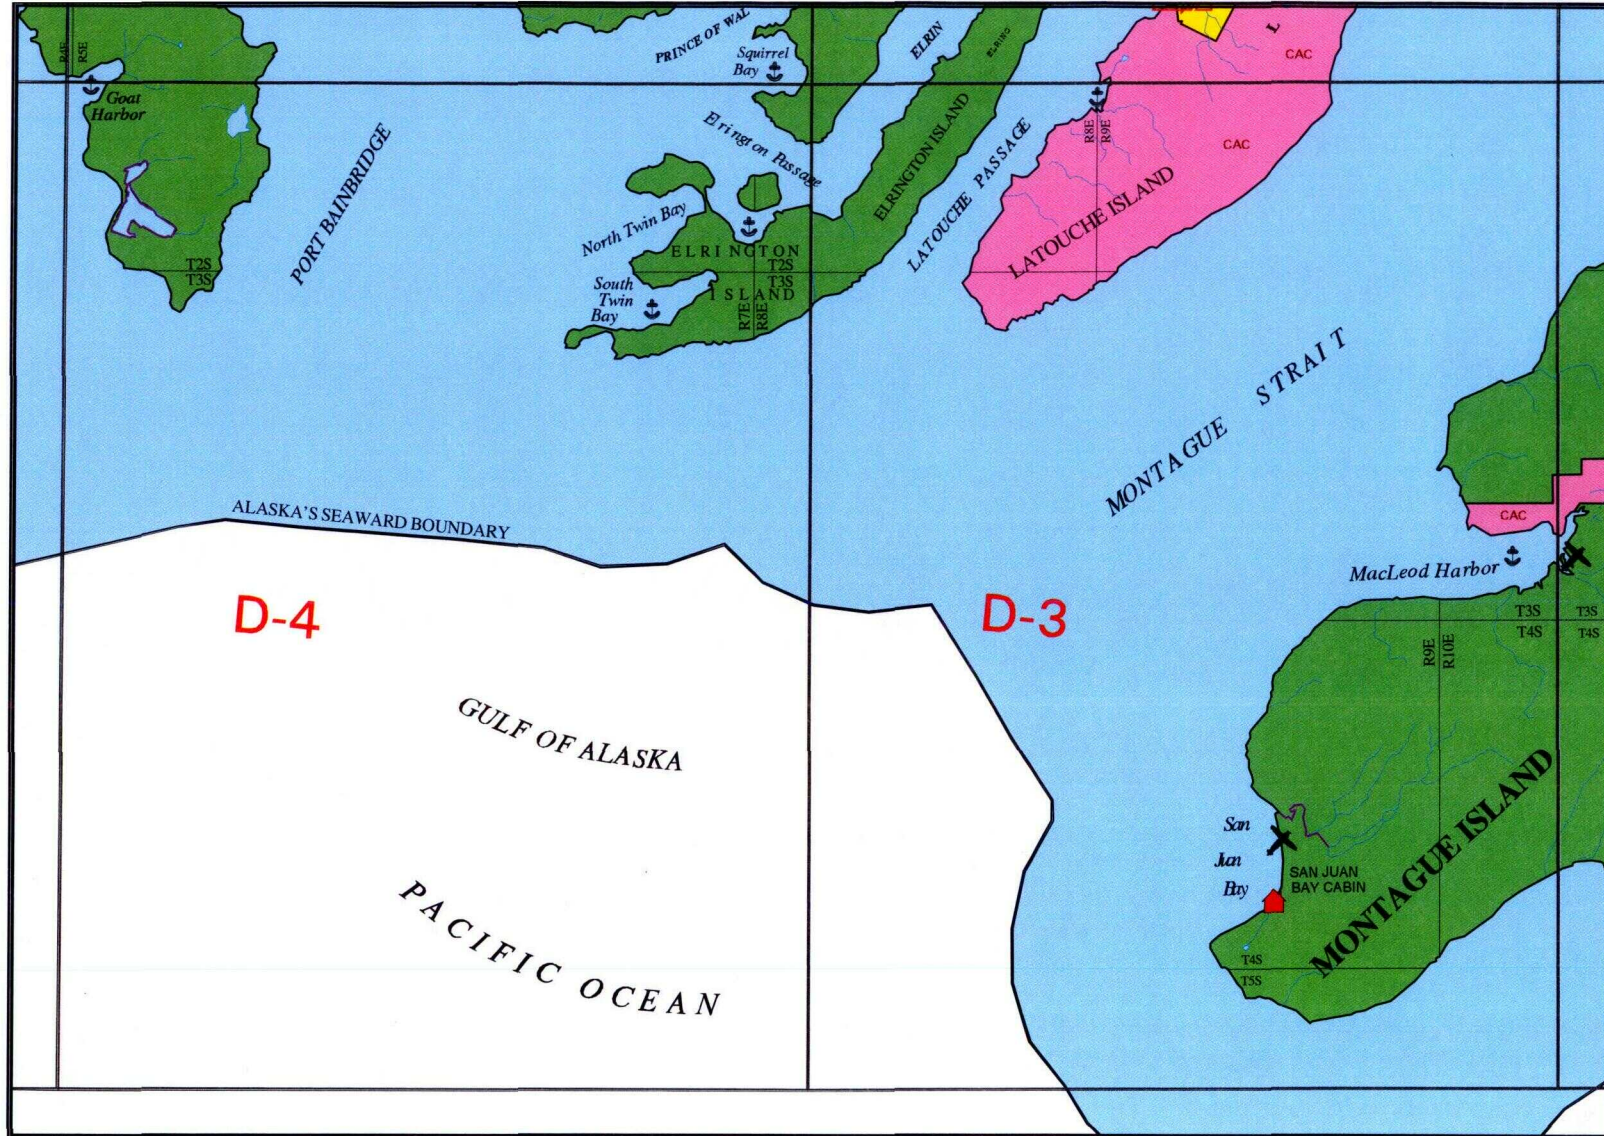 R4E
R5E
PRINCE OF WAL
Squirrel
Bay
ELRIN
ELRING
L
CAC
Goat
Harbor
PORT BAINBRIDGE
Erington Passage
ELRINGTON ISLAND
LATOUCHE PASSAGE
R8E
R9E
CAC
LATOUCHE ISLAND
North Twin Bay
ELRINGTON
ISLAND
T2S
T3S
T2S
T3S
South
Twin
Bay
R7E
R8E
MONTAGUE STRAIT
ALASKA'S SEAWARD BOUNDARY
CAC
MacLeod Harbor
D-4
D-3
T3S
T4S
T3S
T4S
R9E
R10E
GULF OF ALASKA
PACIFIC OCEAN
San
Juan
Bay
SAN JUAN
BAY CABIN
MONTAGUE ISLAND
T4S
T5S